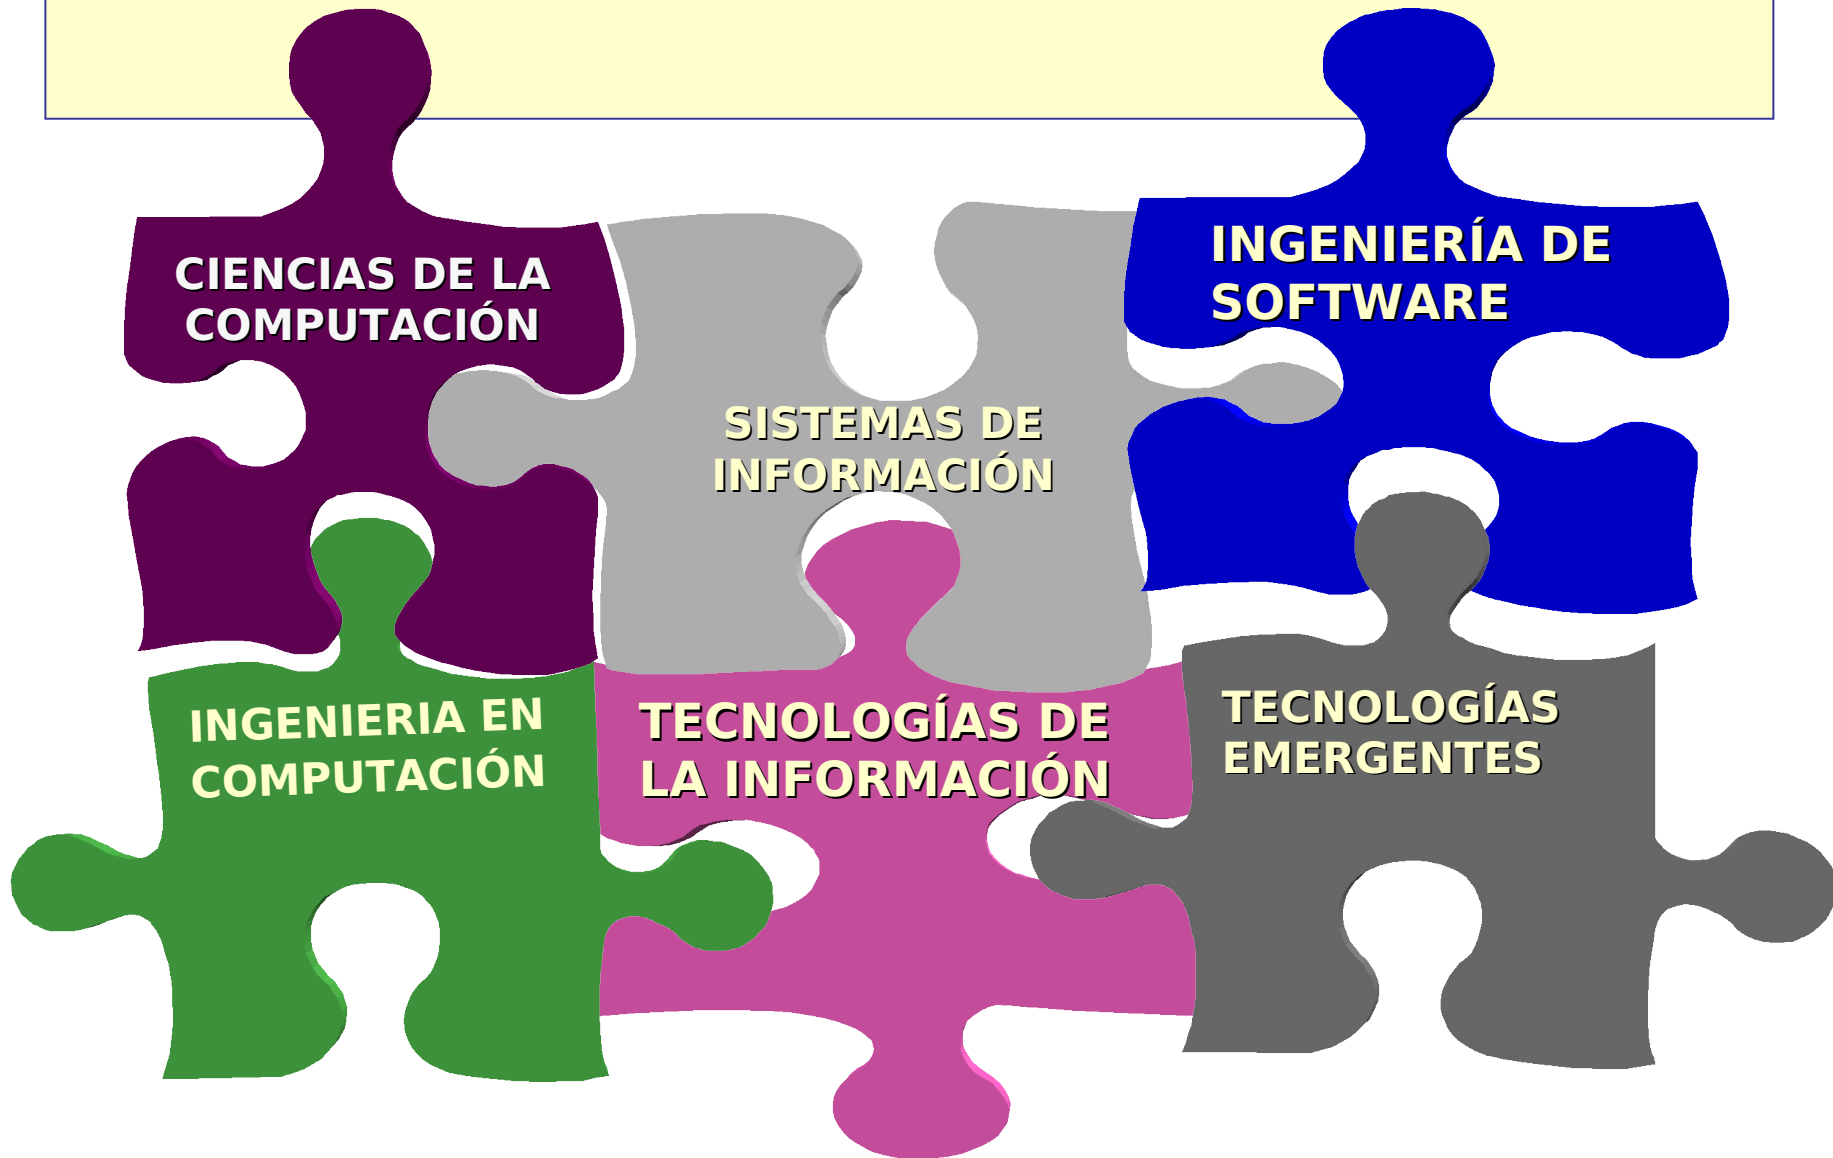 CIENCIAS DE LA
COMPUTACIÓN
SISTEMAS DE
INFORMACIÓN
INGENIERÍA DE
SOFTWARE
INGENIERIA EN
COMPUTACIÓN
TECNOLOGÍAS DE
LA INFORMACIÓN
TECNOLOGÍAS
EMERGENTES